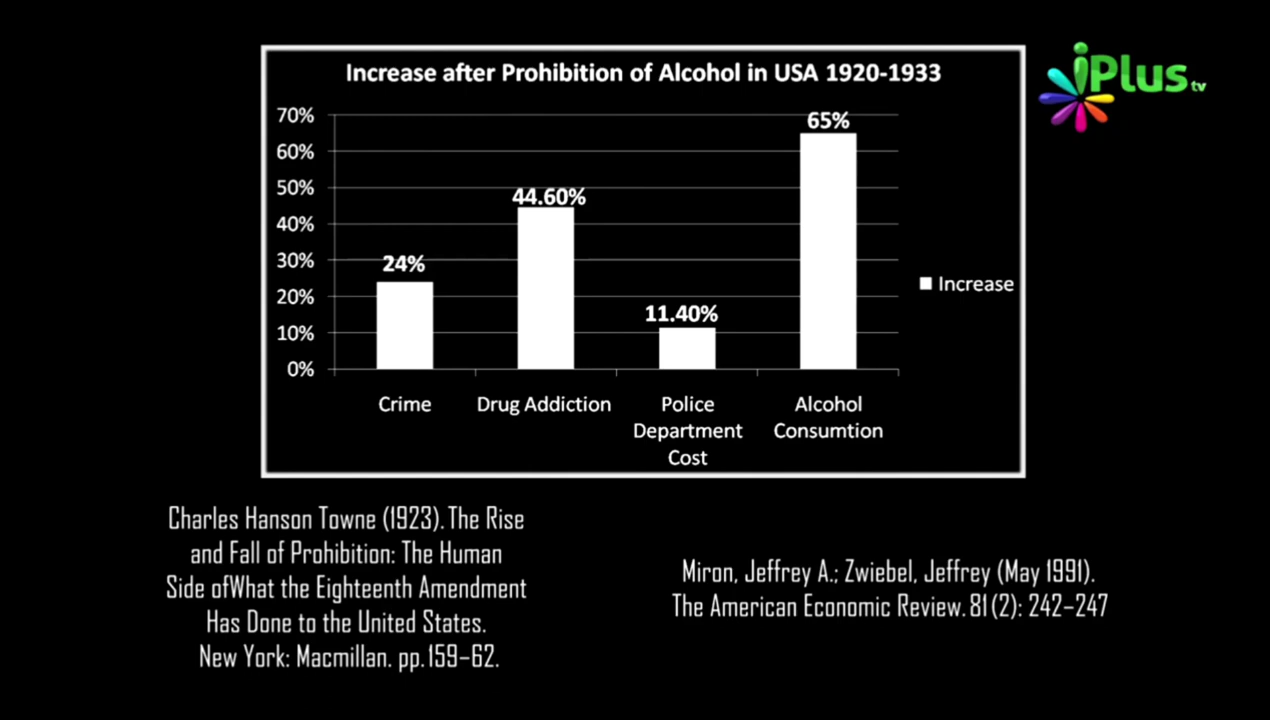 Increase after Prohibition of Alcohol in USA 1920-1933
iPlus tv
70%
60%
50%
40%
30%
20%
10%
0%
24%
44.60%
11.40%
65%
Crime
Drug Addiction
Police
Department
Cost
Alcohol
Consumtion
Increase
Charles Hanson Towne (1923). The Rise
and Fall of Prohibition: The Human
Side ofWhat the Eighteenth Amendment
Has Done to the United States.
New York: Macmillan. pp. 159–62.
Miron, Jeffrey A.; Zwiebel, Jeffrey (May 1991).
The American Economic Review. 81 (2): 242–247